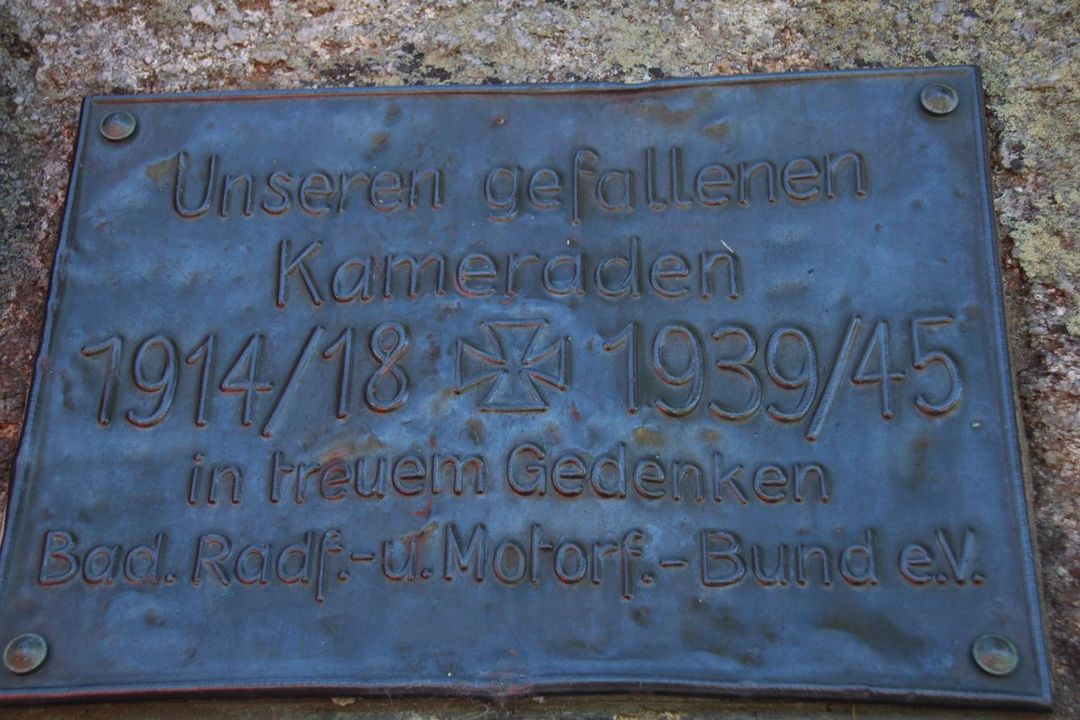 Unseren gefallenen
Kameraden
1914/18 1939/45
in treuem Gedenken
Bad. Radf.-u. Motorf.-Bund e.V.